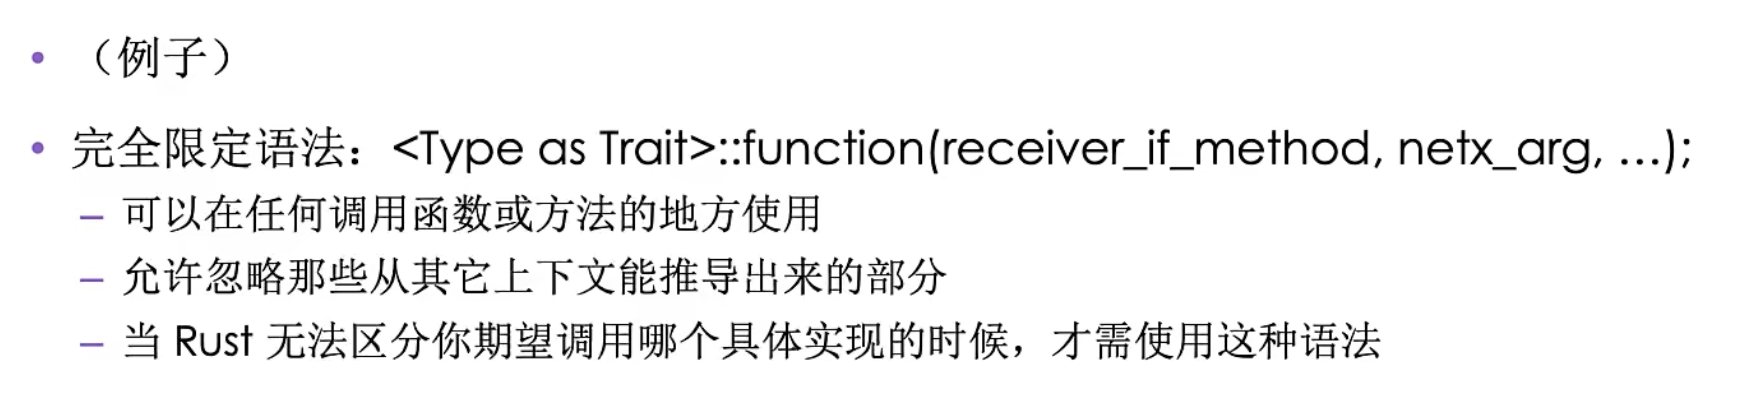 • （例子）
• 完全限定语法：<Type as Trait>::function(receiver_if_method, netx_arg, …);
– 可以在任何调用函数或方法的地方使用
– 允许忽略那些从其它上下文能推导出来的部分
– 当 Rust 无法区分你期望调用哪个具体实现的时候，才需使用这种语法